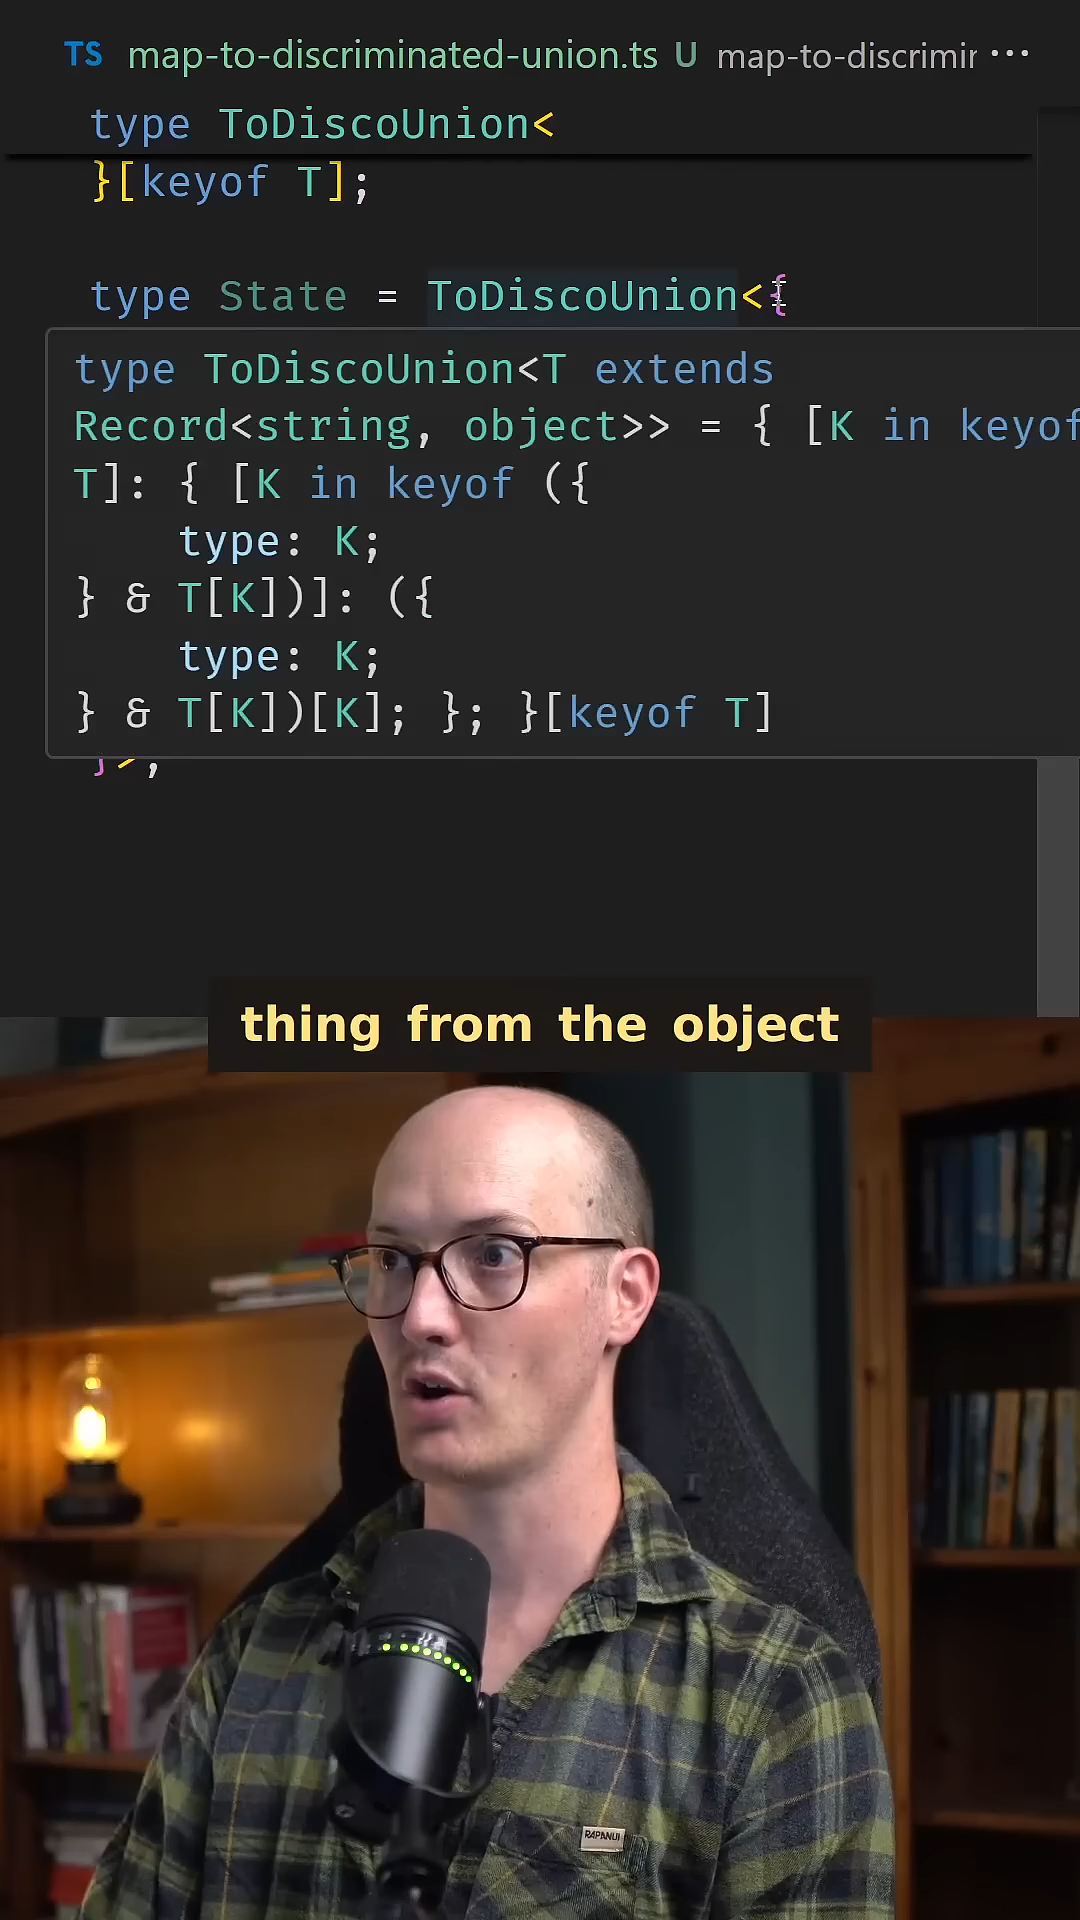 TS map-to-discriminated-union.ts U map-to-discrimin ···
type ToDiscoUnion<
}[keyof T];
type State = ToDiscoUnion<{
type ToDiscoUnion<T extends
Record<string, object>> = { [K in keyof
T]: { [K in keyof ({
type: K;
} & T[K])]: ({
type: K;
} & T[K])[K]; }; }[keyof T]
}>;
thing from the object
RAPANUI